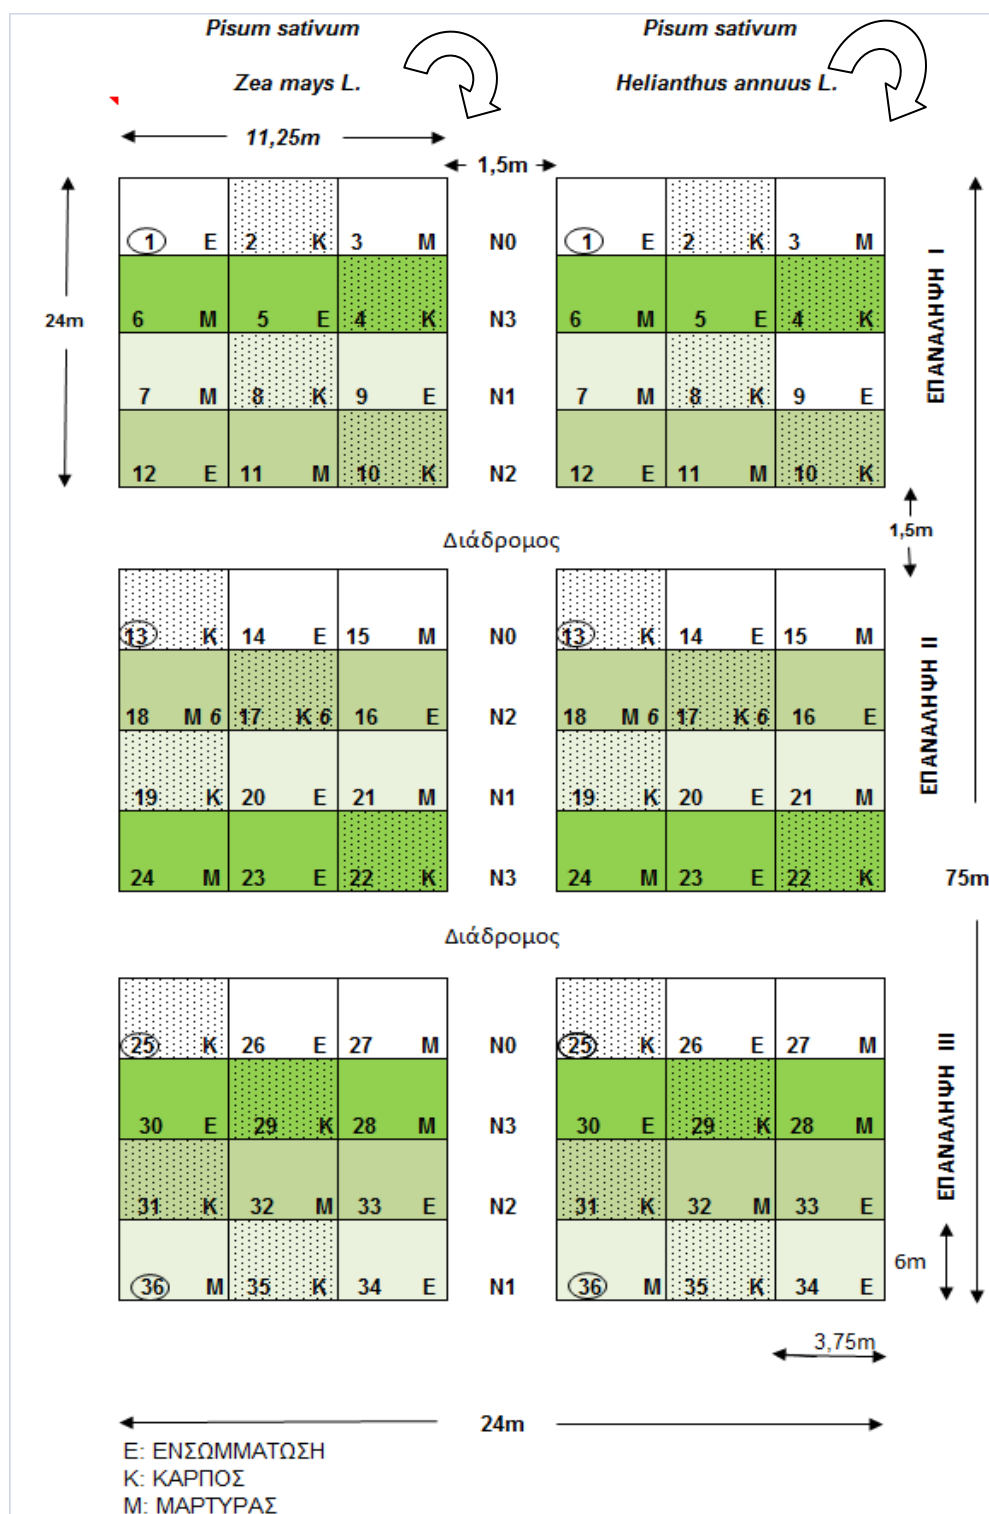 Pisum sativum Pisum sativum
Zea mays L. Helianthus annuus L.
11,25m
1,5m
1 E 2 K 3 M N0 1 E 2 K 3 M
24m 6 M 5 E 4 K N3 6 M 5 E 4 K
7 M 8 K 9 E N1 7 M 8 K 9 E
12 E 11 M 10 K N2 12 E 11 M 10 K
ΕΠΑΝΑΛΗΨΗ Ι
Διάδρομος 1,5m
13 K 14 E 15 M N0 13 K 14 E 15 M
18 M 6 17 K 6 16 E N2 18 M 6 17 K 6 16 E
19 K 20 E 21 M N1 19 K 20 E 21 M
24 M 23 E 22 K N3 24 M 23 E 22 K
ΕΠΑΝΑΛΗΨΗ ΙΙ
75m
Διάδρομος
25 K 26 E 27 M N0 25 K 26 E 27 M
30 E 29 K 28 M N3 30 E 29 K 28 M
31 K 32 M 33 E N2 31 K 32 M 33 E
36 M 35 K 34 E N1 36 M 35 K 34 E
ΕΠΑΝΑΛΗΨΗ ΙΙΙ
6m
3,75m
24m
Ε: ΕΝΣΩΜΜΑΤΩΣΗ
Κ: ΚΑΡΠΟΣ
Μ: ΜΑΡΤΥΡΑΣ